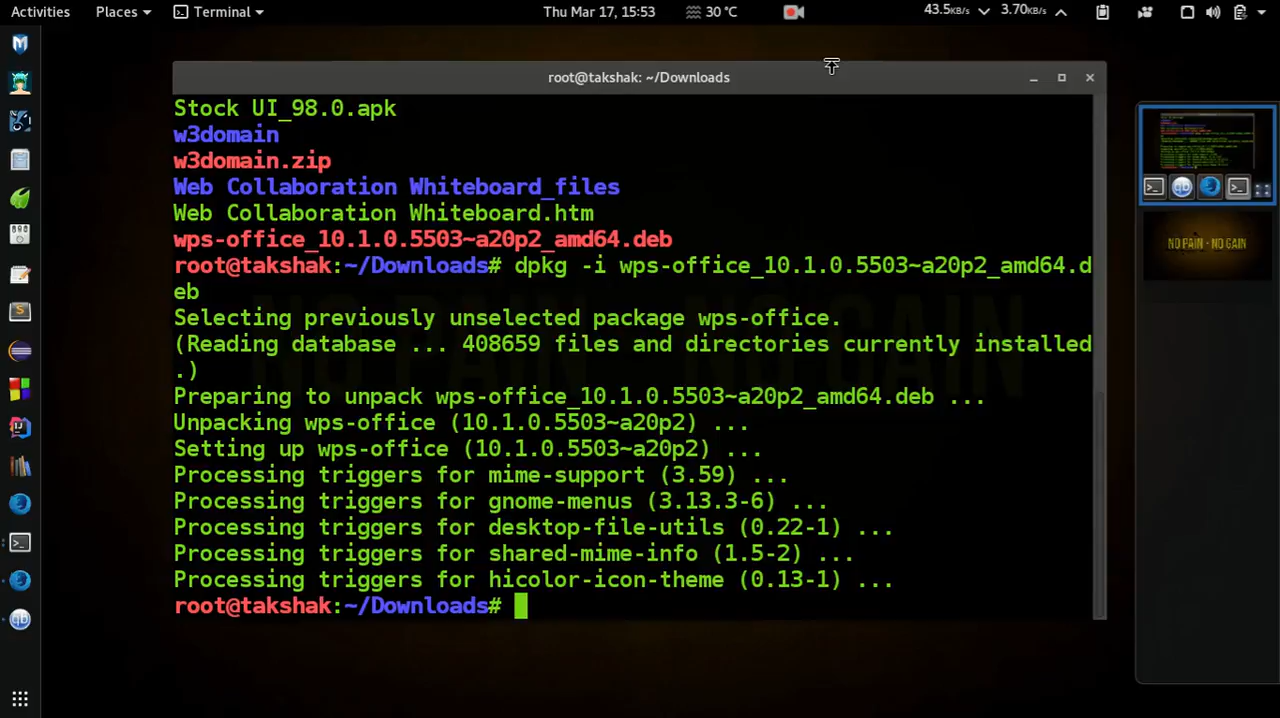 Activities Places Terminal Thu Mar 17, 15:53 30 °C 43.5KB/s 3.70KB/s
root@takshak: ~/Downloads
Stock UI_98.0.apk
w3domain
w3domain.zip
Web Collaboration Whiteboard_files
Web Collaboration Whiteboard.htm
wps-office_10.1.0.5503~a20p2_amd64.deb
root@takshak:~/Downloads# dpkg -i wps-office_10.1.0.5503~a20p2_amd64.d
eb
Selecting previously unselected package wps-office.
(Reading database ... 408659 files and directories currently installed
.)
Preparing to unpack wps-office_10.1.0.5503~a20p2_amd64.deb ...
Unpacking wps-office (10.1.0.5503~a20p2) ...
Setting up wps-office (10.1.0.5503~a20p2) ...
Processing triggers for mime-support (3.59) ...
Processing triggers for gnome-menus (3.13.3-6) ...
Processing triggers for desktop-file-utils (0.22-1) ...
Processing triggers for shared-mime-info (1.5-2) ...
Processing triggers for hicolor-icon-theme (0.13-1) ...
root@takshak:~/Downloads#
NO PAIN - NO GAIN